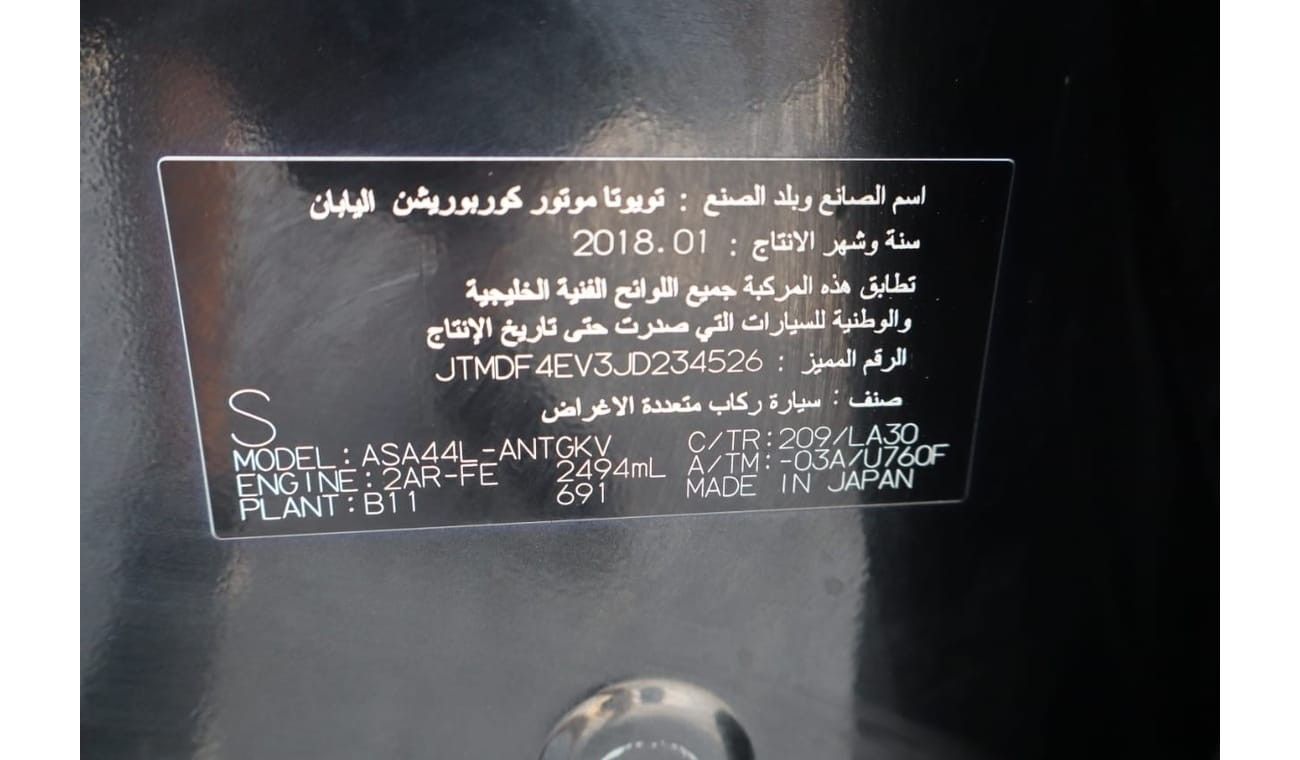 اسم الصانع وبلد الصنع : تويوتا موتور كوربوريشن اليابان
سنة وشهر الانتاج : 2018.01
تطابق هذه المركبة جميع اللوائح الفنية الخليجية
والوطنية للسيارات التي صدرت حتى تاريخ الإنتاج
الرقم المميز : JTMDF4EV3JD234526
صنف : سيارة ركاب متعددة الاغراض
S
MODEL:ASA44L-ANTGKV C/TR:209/LA30
ENGINE:2AR-FE 2494mL A/TM:-03A/U760F
PLANT:B11 691 MADE IN JAPAN